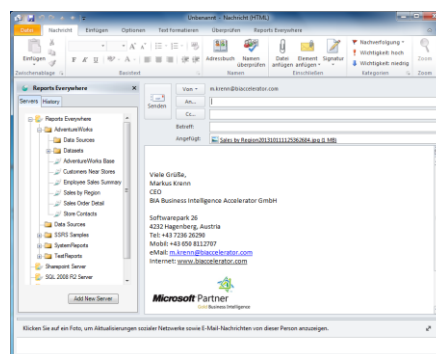 Unbenannt - Nachricht (HTML)
Datei Nachricht Einfügen Optionen Text formatieren Überprüfen Reports Everywhere
Einfügen
F K U
Adressbuch Namen überprüfen
Datei anfügen Element anfügen Signatur
Nachverfolgung
Wichtigkeit: hoch
Wichtigkeit: niedrig
Zoom
Zwischenablage Basistext Namen Einschließen Kategorien Zoom
Reports Everywhere
Servers History
Reports Everywhere
AdventureWorks
Data Sources
Datasets
AdventureWorks Base
Customers Near Stores
Employee Sales Summary
Sales by Region
Sales Order Detail
Store Contacts
Data Sources
SSRS Samples
SystemReports
TestReports
Sharepoint Server
SQL 2008 R2 Server
Add New Server
Senden
Von m.krenn@biaccelerator.com
An...
Cc...
Betreff:
Angefügt: Sales by Region201310111125362684.jpg (1 MB)
Viele Grüße,
Markus Krenn
CEO
BIA Business Intelligence Accelerator GmbH
Softwarepark 26
4232 Hagenberg, Austria
Tel: +43 7236 26290
Mobil: +43 650 8112707
eMail: m.krenn@biaccelerator.com
Internet: www.biaccelerator.com
Microsoft Partner
Gold Business Intelligence
Klicken Sie auf ein Foto, um Aktualisierungen sozialer Netzwerke sowie E-Mail-Nachrichten von dieser Person anzuzeigen.